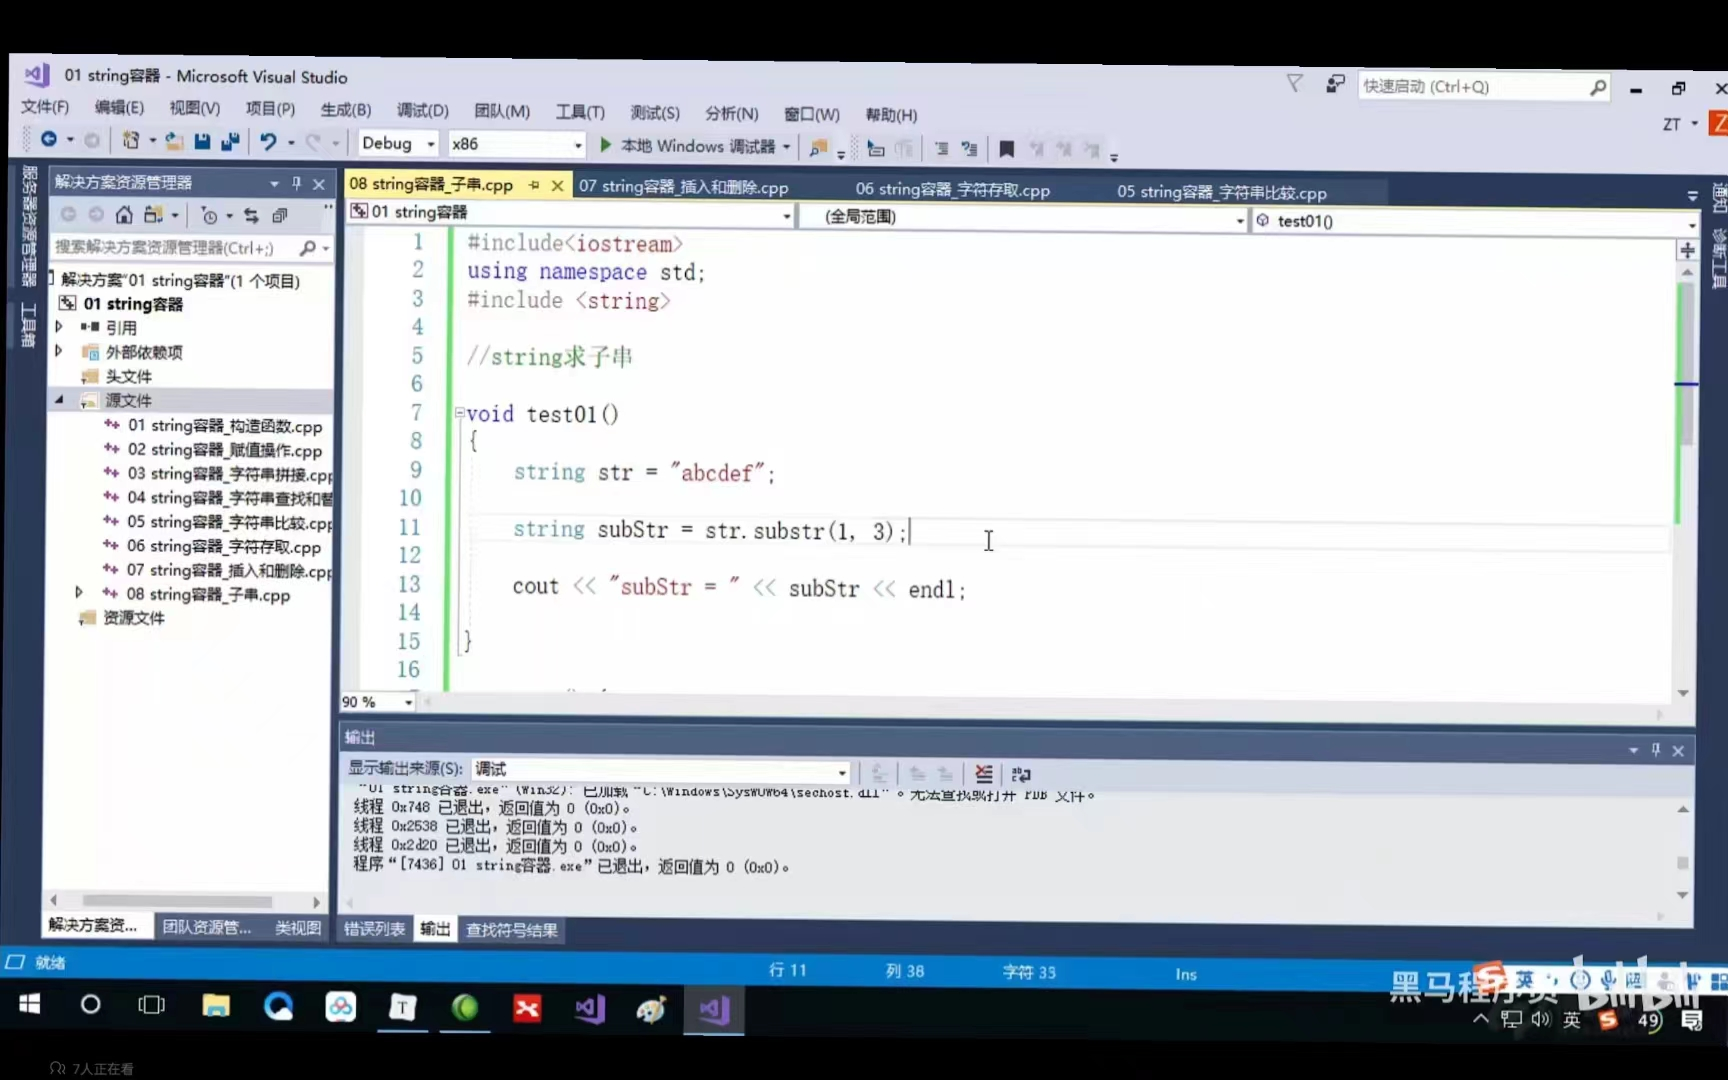 01 string容器 - Microsoft Visual Studio
快速启动 (Ctrl+Q)
文件(F) 编辑(E) 视图(V) 项目(P) 生成(B) 调试(D) 团队(M) 工具(T) 测试(S) 分析(N) 窗口(W) 帮助(H)
ZT
Debug x86 本地 Windows 调试器
服务器资源管理器
工具箱
解决方案资源管理器
搜索解决方案资源管理器(Ctrl+;)
解决方案"01 string容器"(1 个项目)
01 string容器
引用
外部依赖项
头文件
源文件
01 string容器_构造函数.cpp
02 string容器_赋值操作.cpp
03 string容器_字符串拼接.cpp
04 string容器_字符串查找和替
05 string容器_字符串比较.cpp
06 string容器_字符存取.cpp
07 string容器_插入和删除.cpp
08 string容器_子串.cpp
资源文件
解决方案资... 团队资源管... 类视图
08 string容器_子串.cpp 07 string容器_插入和删除.cpp 06 string容器_字符存取.cpp 05 string容器_字符串比较.cpp
01 string容器 (全局范围) test01()
1 #include<iostream>
2 using namespace std;
3 #include <string>
4
5 //string求子串
6
7 void test01()
8 {
9 string str = "abcdef";
10
11 string subStr = str.substr(1, 3);
12
13 cout << "subStr = " << subStr << endl;
14
15 }
16
90 %
通知
诊断工具
输出
显示输出来源(S): 调试
"01 string容器.exe" (Win32): 已加载 "C:\Windows\SysWOW64\sechost.dll"。无法查找或打开 PDB 文件。
线程 0x748 已退出，返回值为 0 (0x0)。
线程 0x2538 已退出，返回值为 0 (0x0)。
线程 0x2d20 已退出，返回值为 0 (0x0)。
程序“[7436] 01 string容器.exe”已退出，返回值为 0 (0x0)。
错误列表 输出 查找符号结果
就绪 行 11 列 38 字符 35 Ins
黑马程序员 bilibili
英
英 49
7人正在看